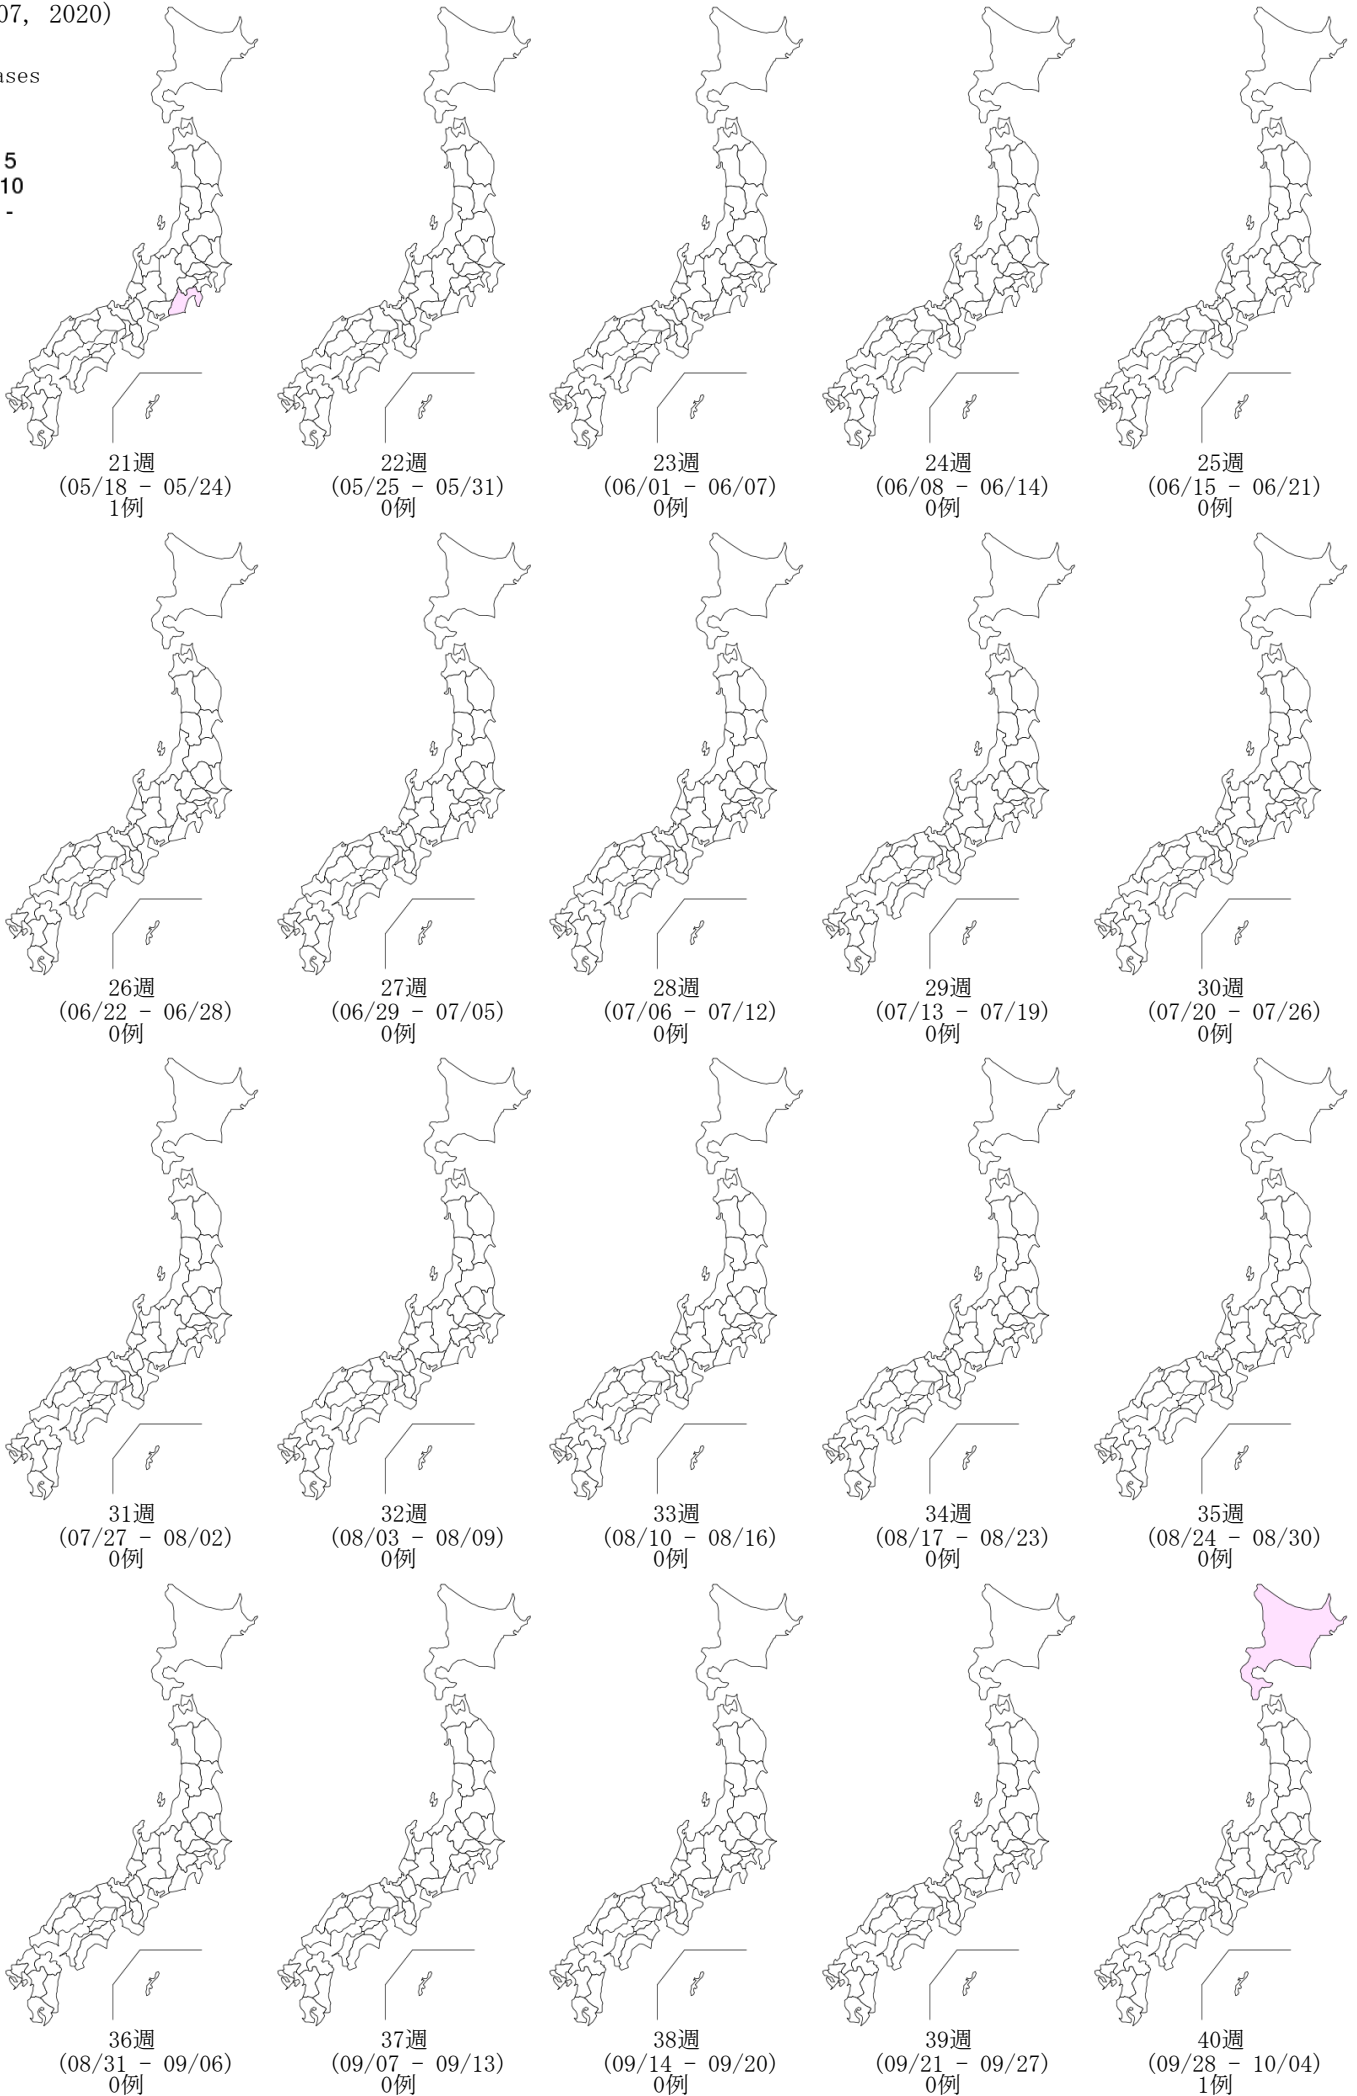 07, 2020)
ases
5
10
-
21週
(05/18 - 05/24)
1例
22週
(05/25 - 05/31)
0例
23週
(06/01 - 06/07)
0例
24週
(06/08 - 06/14)
0例
25週
(06/15 - 06/21)
0例
26週
(06/22 - 06/28)
0例
27週
(06/29 - 07/05)
0例
28週
(07/06 - 07/12)
0例
29週
(07/13 - 07/19)
0例
30週
(07/20 - 07/26)
0例
31週
(07/27 - 08/02)
0例
32週
(08/03 - 08/09)
0例
33週
(08/10 - 08/16)
0例
34週
(08/17 - 08/23)
0例
35週
(08/24 - 08/30)
0例
36週
(08/31 - 09/06)
0例
37週
(09/07 - 09/13)
0例
38週
(09/14 - 09/20)
0例
39週
(09/21 - 09/27)
0例
40週
(09/28 - 10/04)
1例